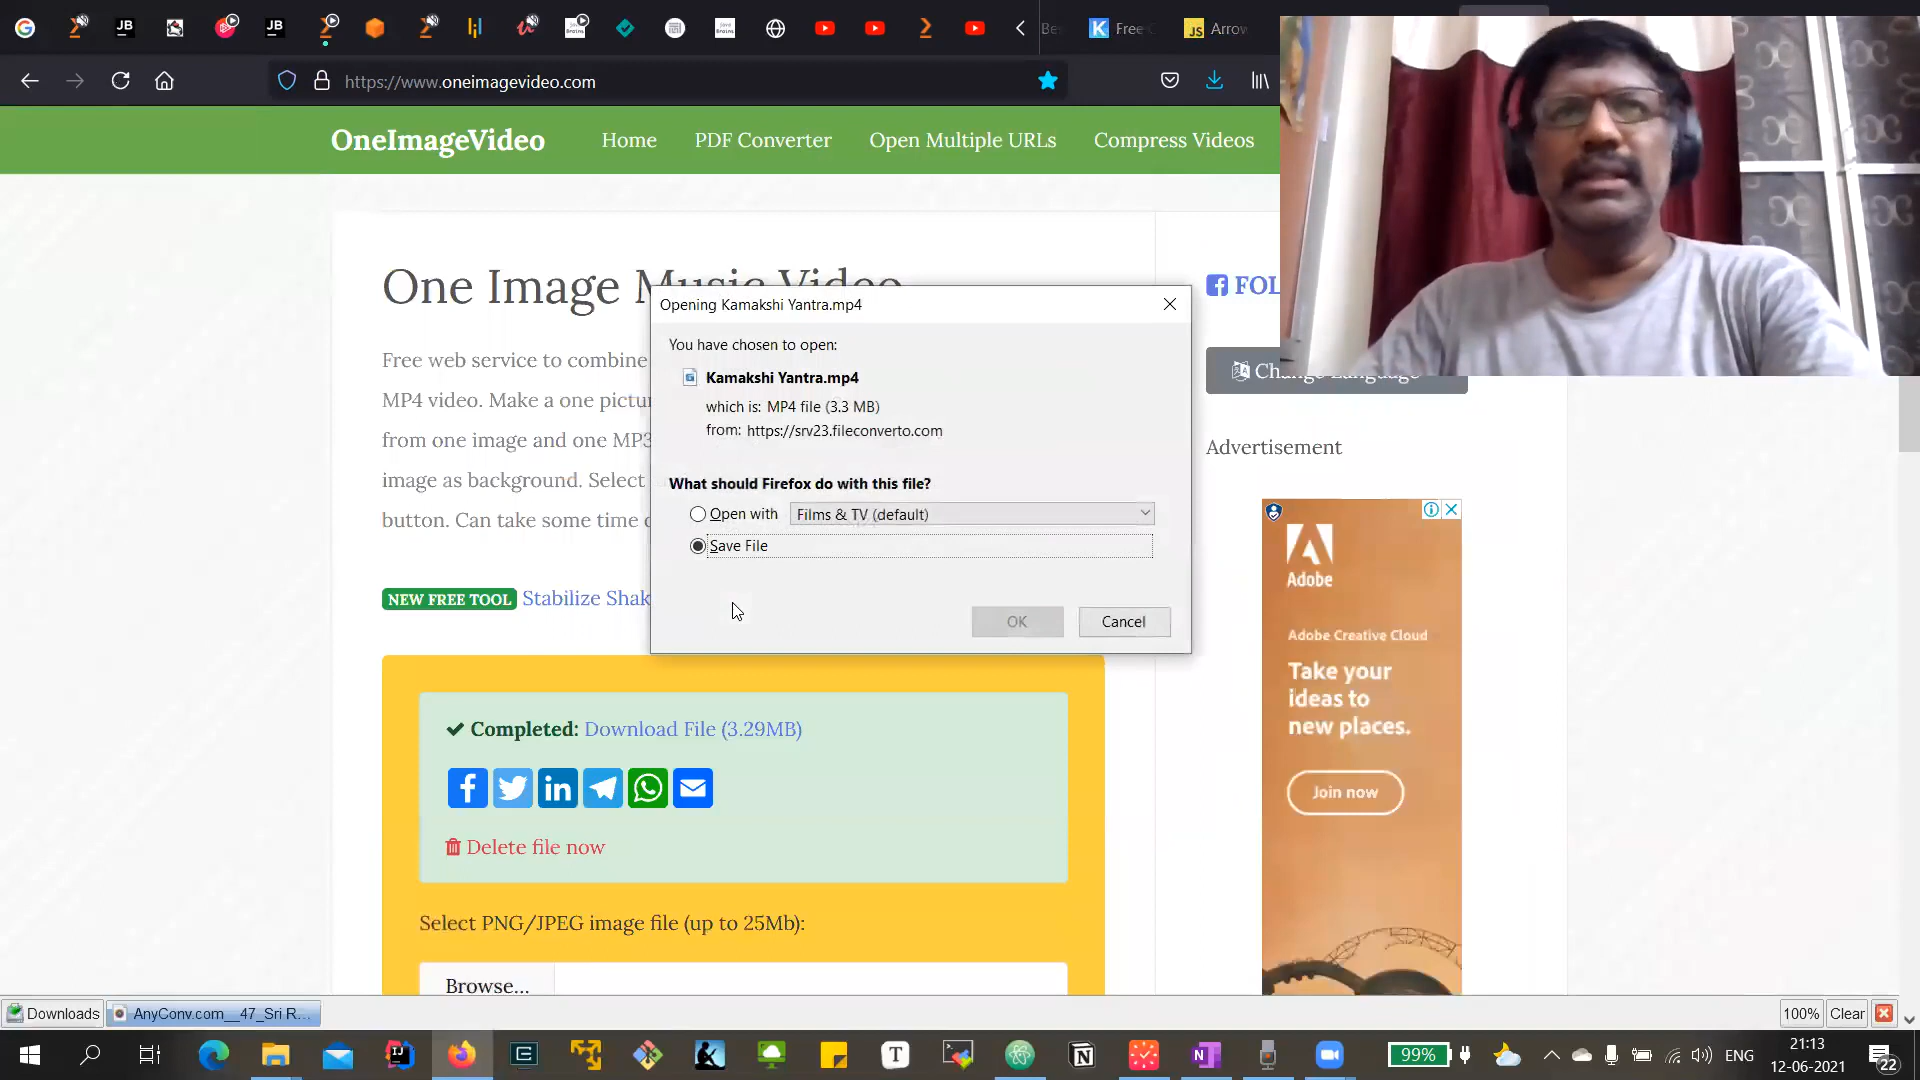 JB
JB
Free
JS
Arrow
https://www.oneimagevideo.com
OneImageVideo
Home
PDF Converter
Open Multiple URLs
Compress Videos
One Image Music Video
Free web service to combine
MP4 video. Make a one pictu
from one image and one MP3
image as background. Select
button. Can take some time
NEW FREE TOOL Stabilize Shak
Opening Kamakshi Yantra.mp4
You have chosen to open:
Kamakshi Yantra.mp4
which is: MP4 file (3.3 MB)
from: https://srv23.fileconverto.com
What should Firefox do with this file?
Open with
Films & TV (default)
Save File
OK
Cancel
Completed: Download File (3.29MB)
Delete file now
Select PNG/JPEG image file (up to 25Mb):
Browse...
FOL
Change Language
Advertisement
Adobe
Adobe Creative Cloud
Take your
ideas to
new places.
Join now
Downloads
AnyConv.com__47_Sri R...
100%
Clear
99%
ENG
21:13
12-06-2021
22